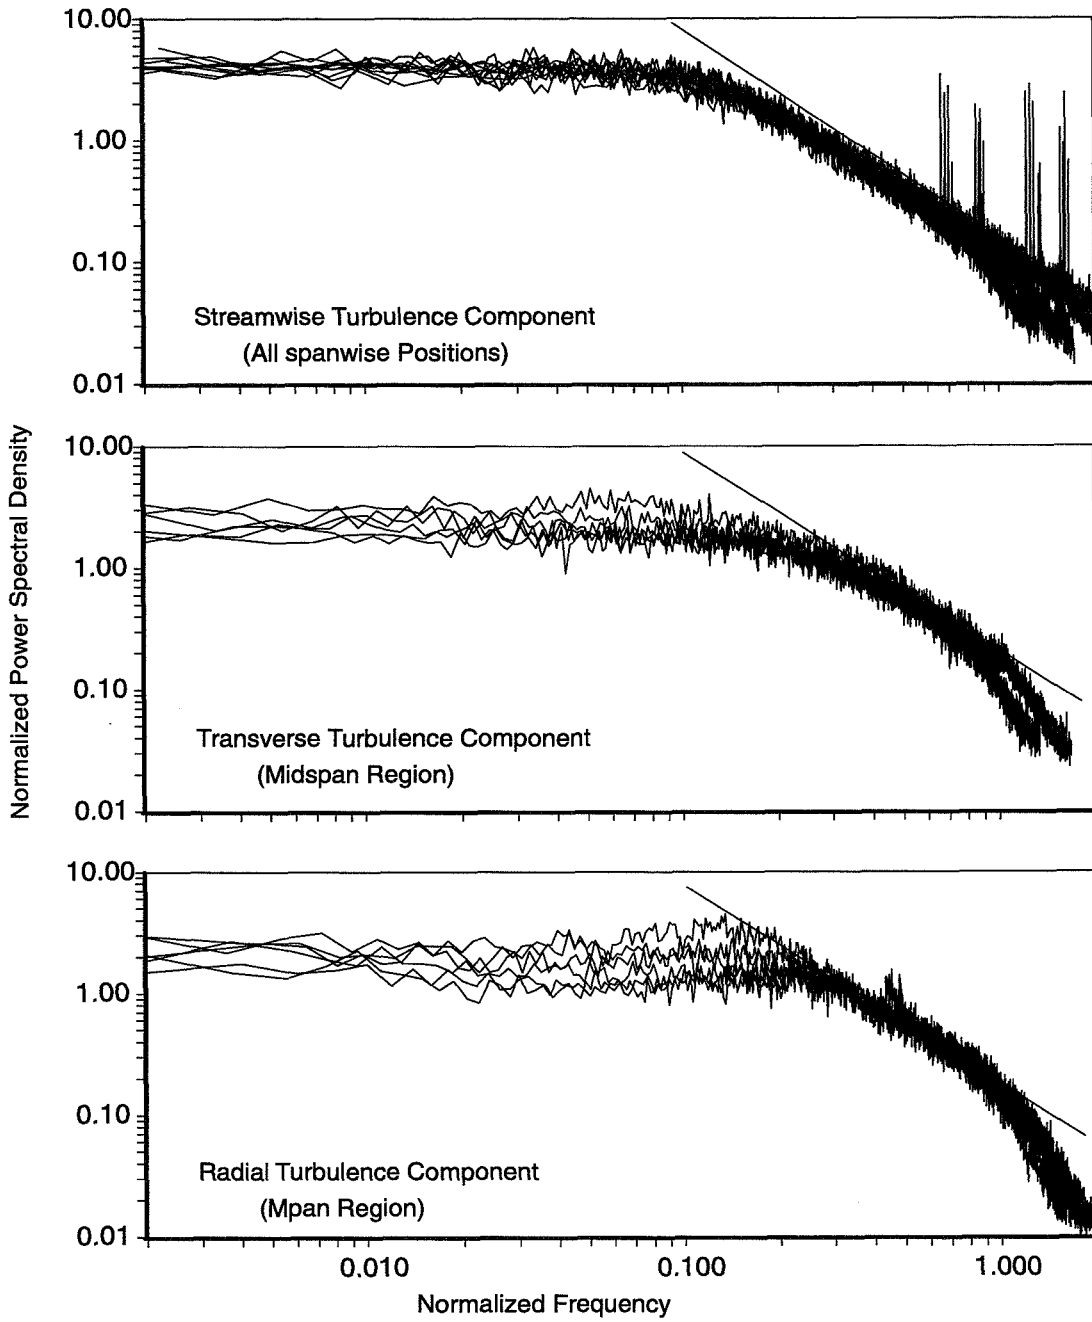 10.00
1.00
0.10
Streamwise Turbulence Component
(All spanwise Positions)
0.01
Normalized Power Spectral Density
10.00
1.00
0.10
Transverse Turbulence Component
(Midspan Region)
0.01
10.00
1.00
0.10
Radial Turbulence Component
(Mpan Region)
0.01
0.010 0.100 1.000
Normalized Frequency